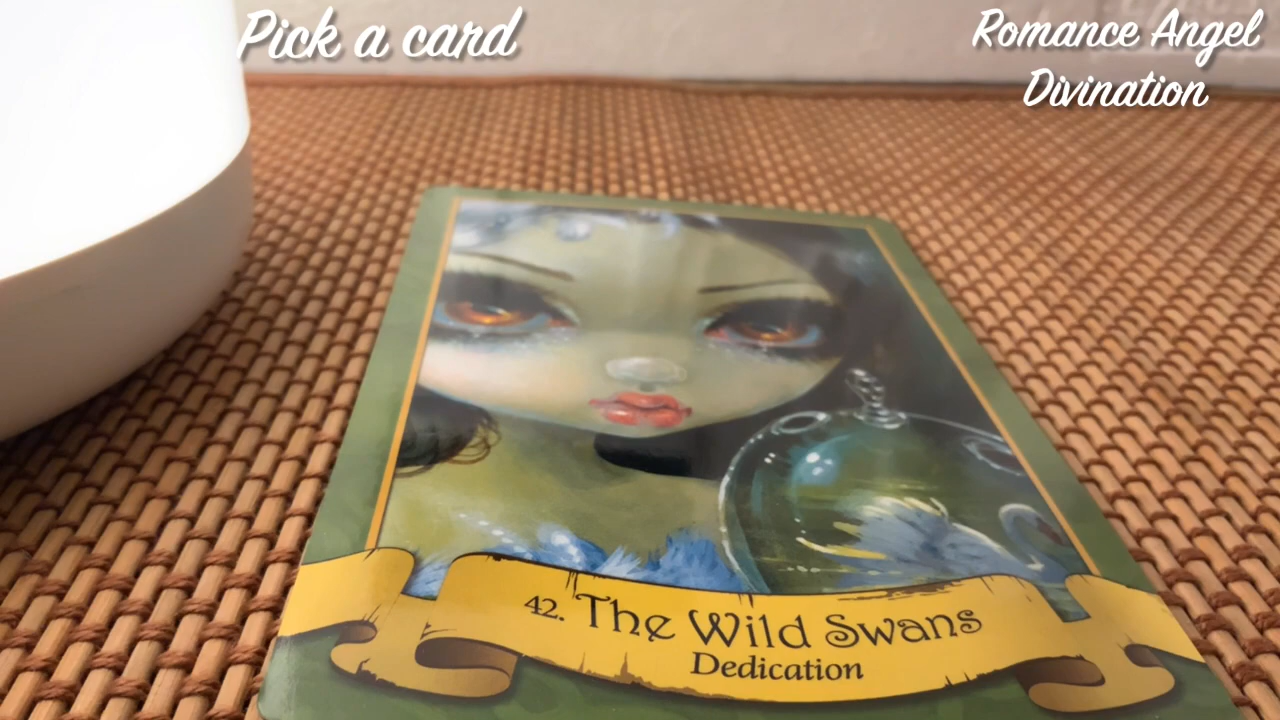 Pick a card
Romance Angel
Divination
42. The Wild Swans
Dedication